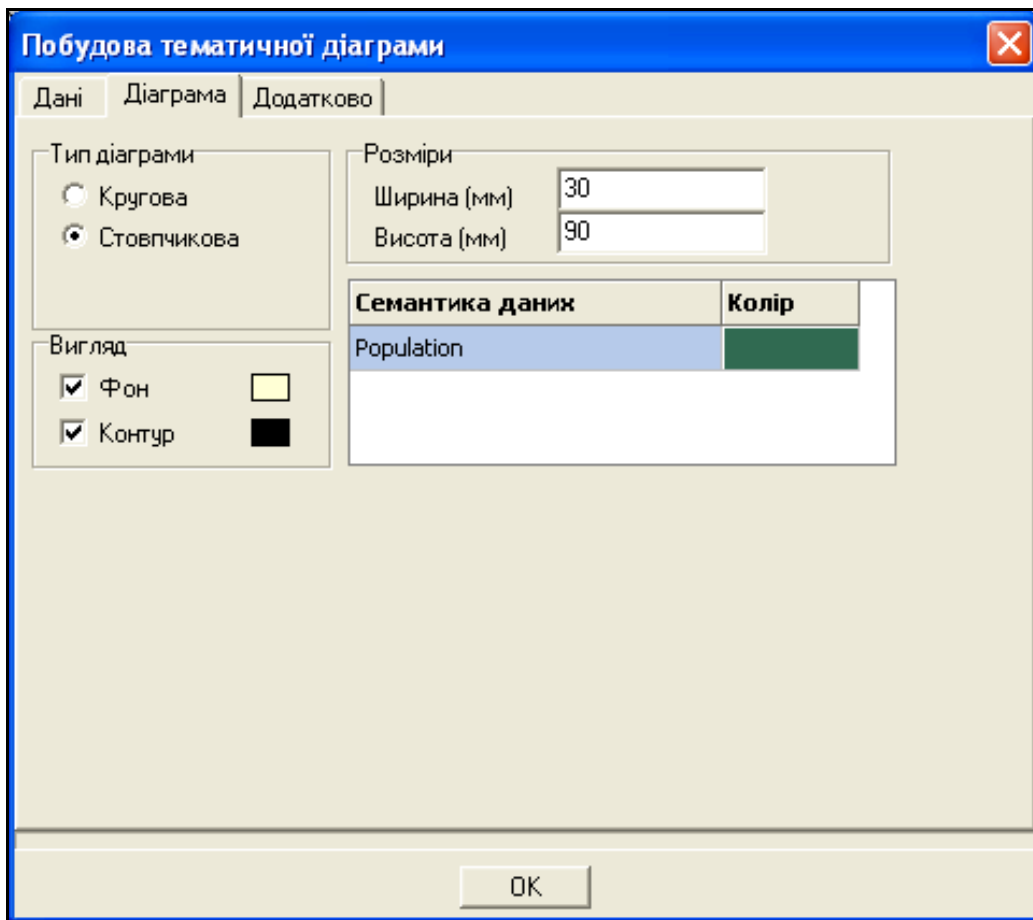 Побудова тематичної діаграми
Дані Діаграма Додатково
Тип діаграми
Кругова
Стовпчикова
Розміри
Ширина (мм) 30
Висота (мм) 90
Семантика даних Колір
Population
Вигляд
Фон
Контур
OK